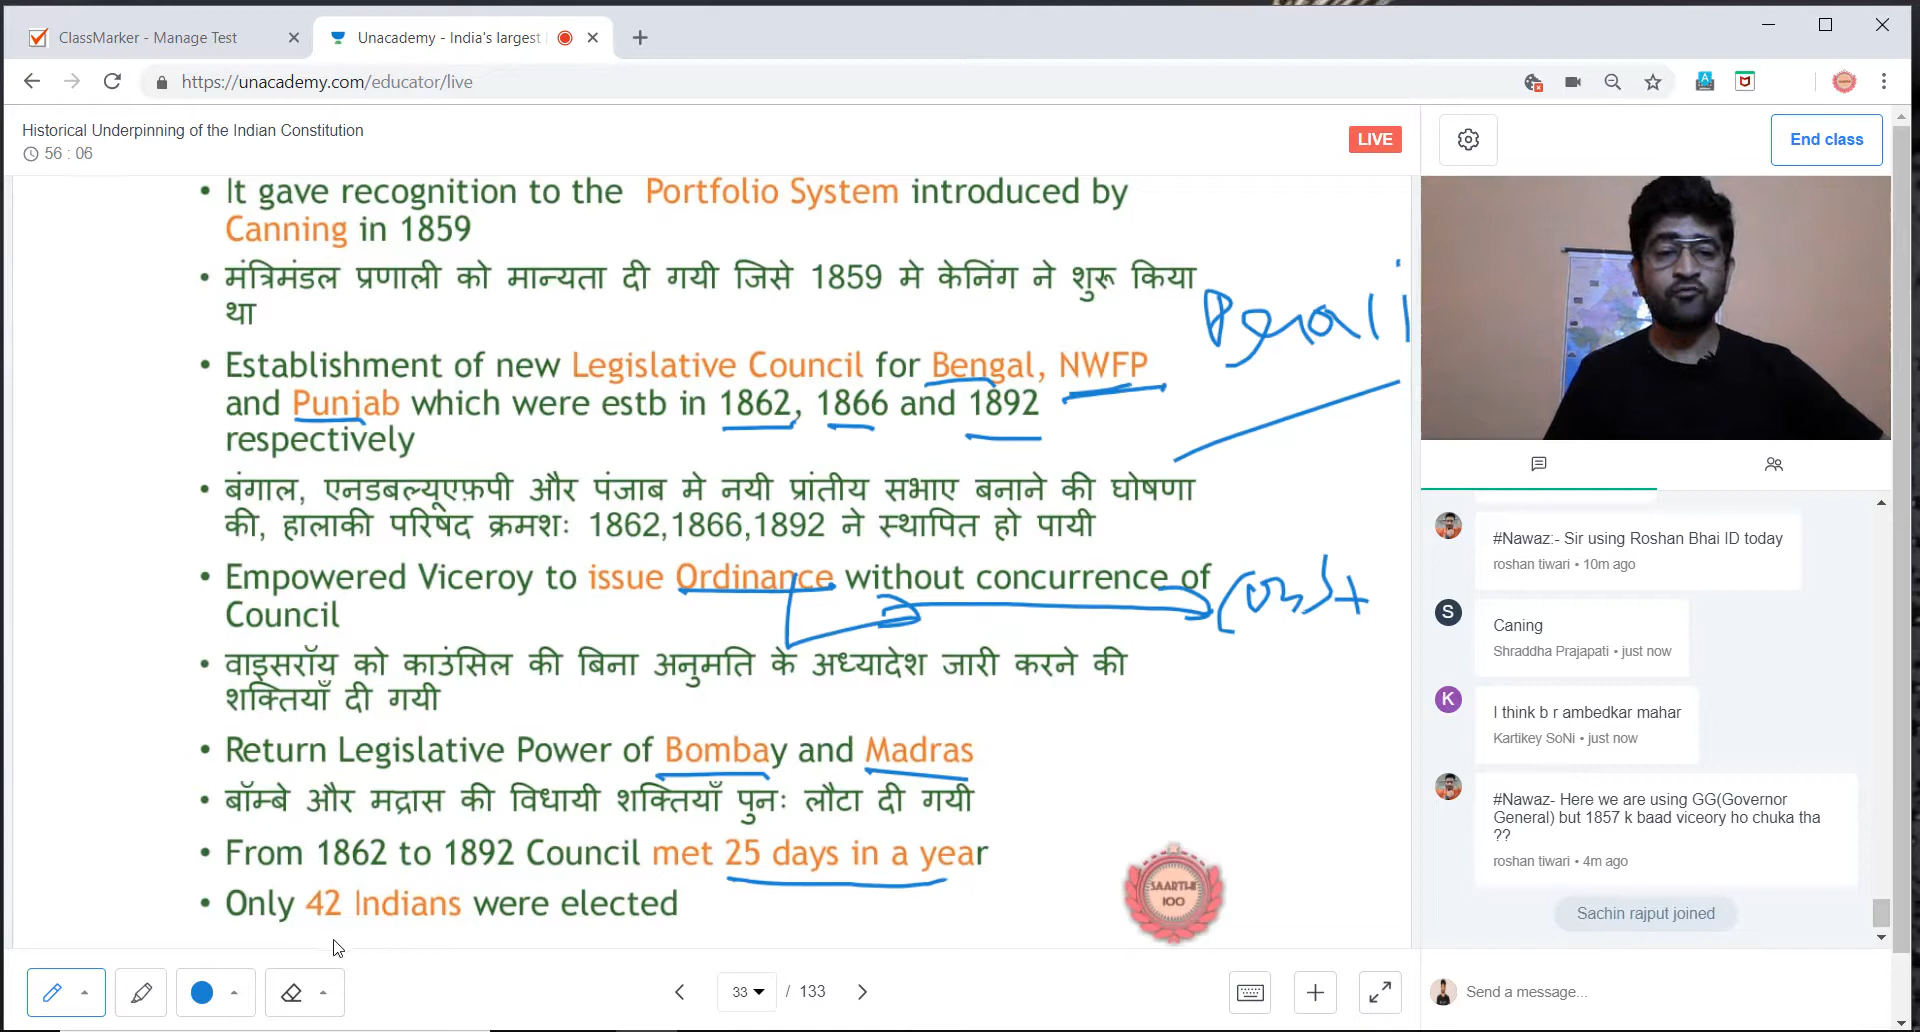 ClassMarker - Manage Test
Unacademy - India's largest
https://unacademy.com/educator/live
Historical Underpinning of the Indian Constitution
56 : 06
LIVE
End class
• It gave recognition to the Portfolio System introduced by
Canning in 1859
• मंत्रिमंडल प्रणाली को मान्यता दी गयी जिसे 1859 मे केनिंग ने शुरू किया
था
• Establishment of new Legislative Council for Bengal, NWFP
and Punjab which were estb in 1862, 1866 and 1892
respectively
• बंगाल, एनडबल्यूएफ़पी और पंजाब मे नयी प्रांतीय सभाए बनाने की घोषणा
की, हालाकी परिषद क्रमशः 1862,1866,1892 ने स्थापित हो पायी
• Empowered Viceroy to issue Ordinance without concurrence of
Council
• वाइसरॉय को काउंसिल की बिना अनुमति के अध्यादेश जारी करने की
शक्तियाँ दी गयी
• Return Legislative Power of Bombay and Madras
• बॉम्बे और मद्रास की विधायी शक्तियाँ पुनः लौटा दी गयी
• From 1862 to 1892 Council met 25 days in a year
• Only 42 Indians were elected
SAARTHI
100
33 / 133
#Nawaz:- Sir using Roshan Bhai ID today
roshan tiwari • 10m ago
S
Caning
Shraddha Prajapati • just now
K
I think b r ambedkar mahar
Kartikey SoNi • just now
#Nawaz- Here we are using GG(Governor
General) but 1857 k baad viceory ho chuka tha
??
roshan tiwari • 4m ago
Sachin rajput joined
Send a message...